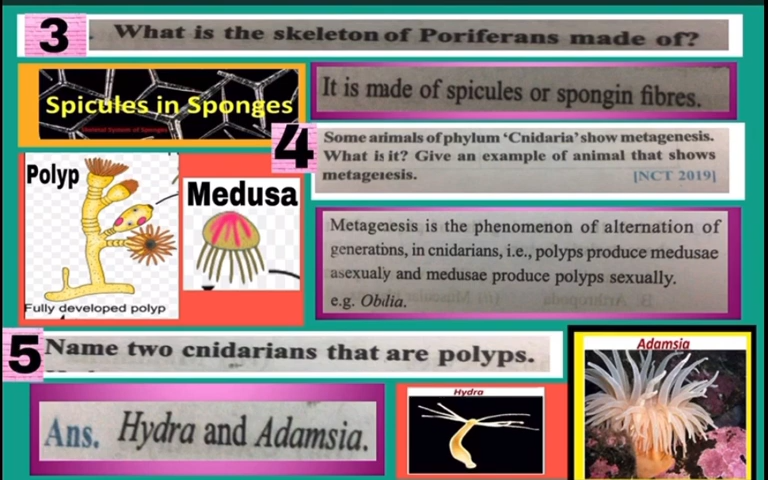 3 What is the skeleton of Poriferans made of?
Spicules in Sponges
Skeletal System of Sponges
It is made of spicules or spongin fibres.
4
Some animals of phylum ‘Cnidaria’ show metagenesis.
What is it? Give an example of animal that shows
metagenesis. [NCT 2019]
Polyp
Medusa
Fully developed polyp
Metagenesis is the phenomenon of alternation of
generations, in cnidarians, i.e., polyps produce medusae
asexualy and medusae produce polyps sexually.
e.g. Obelia.
5 Name two cnidarians that are polyps.
Ans. Hydra and Adamsia.
Hydra
Adamsia